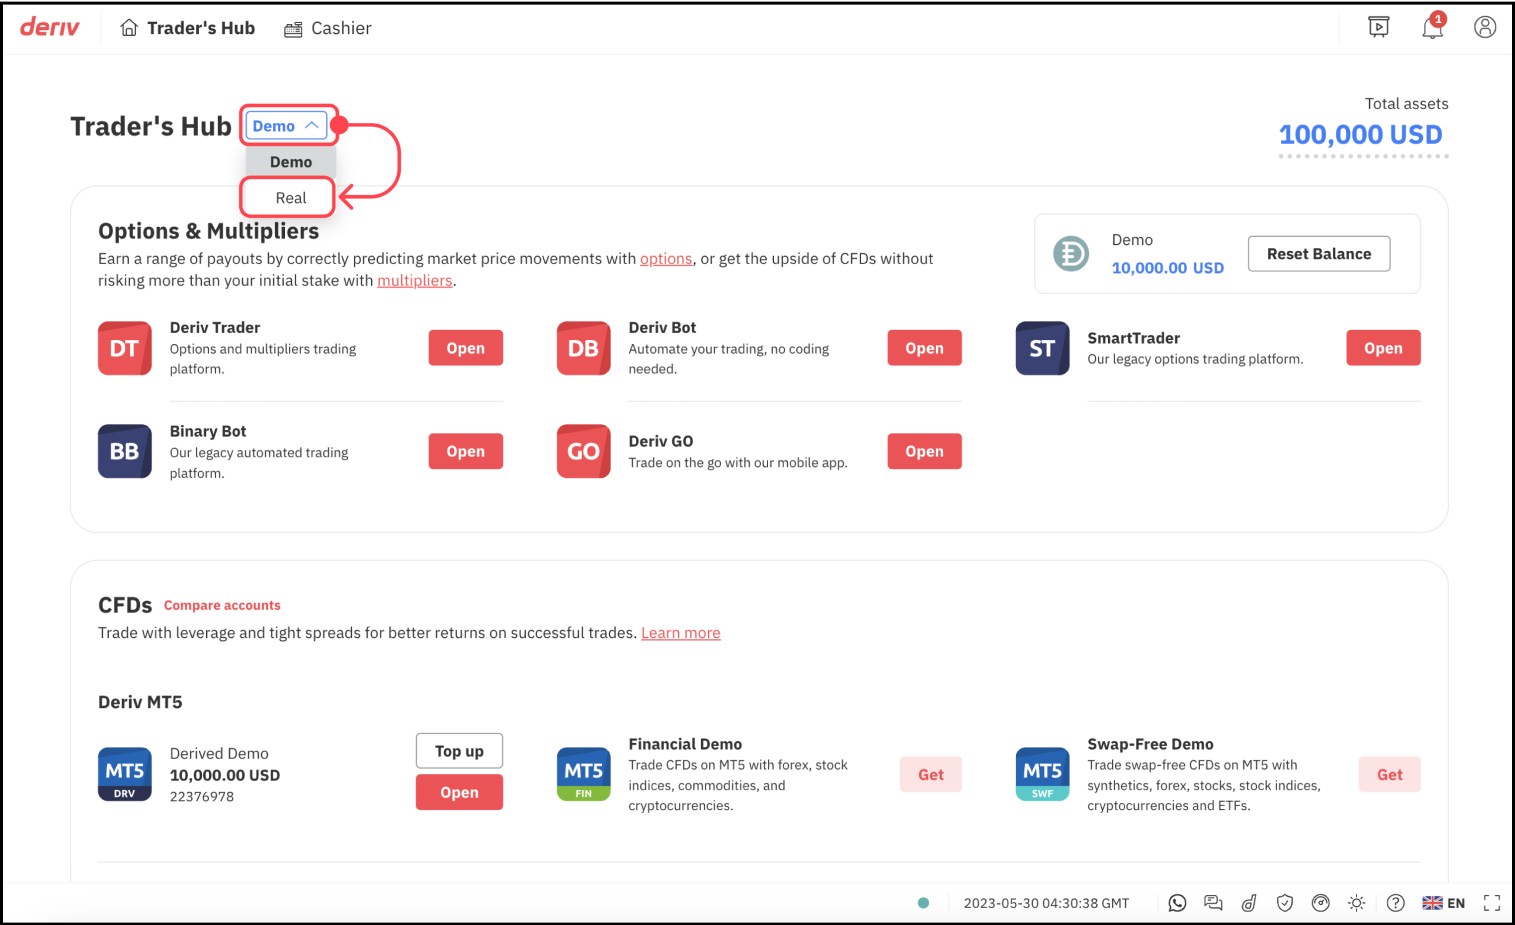 deriv
Trader's Hub
Cashier
1
Trader's Hub
Demo
Demo
Real
Total assets
100,000 USD
Options & Multipliers
Earn a range of payouts by correctly predicting market price movements with options, or get the upside of CFDs without
risking more than your initial stake with multipliers.
Demo
10,000.00 USD
Reset Balance
DT
Deriv Trader
Options and multipliers trading
platform.
Open
DB
Deriv Bot
Automate your trading, no coding
needed.
Open
ST
SmartTrader
Our legacy options trading platform.
Open
BB
Binary Bot
Our legacy automated trading
platform.
Open
GO
Deriv GO
Trade on the go with our mobile app.
Open
CFDs
Compare accounts
Trade with leverage and tight spreads for better returns on successful trades. Learn more
Deriv MT5
MT5
DRV
Derived Demo
10,000.00 USD
22376978
Top up
Open
MT5
FIN
Financial Demo
Trade CFDs on MT5 with forex, stock
indices, commodities, and
cryptocurrencies.
Get
MT5
SWF
Swap-Free Demo
Trade swap-free CFDs on MT5 with
synthetics, forex, stocks, stock indices,
cryptocurrencies and ETFs.
Get
2023-05-30 04:30:38 GMT
EN